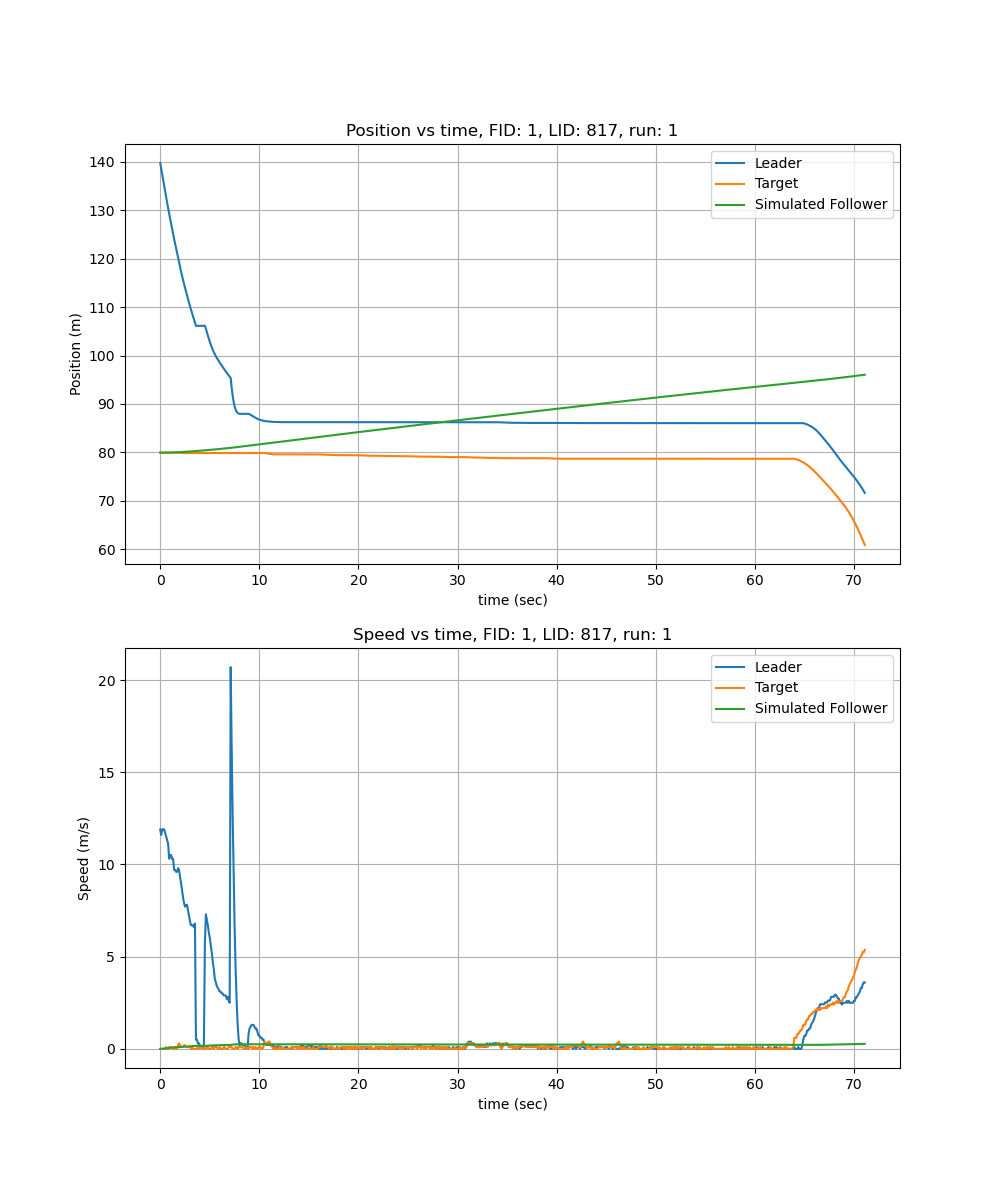 Position vs time, FID: 1, LID: 817, run: 1
140
130
120
110
100
90
80
70
60
Position (m)
Leader
Target
Simulated Follower
0 10 20 30 40 50 60 70
time (sec)
Speed vs time, FID: 1, LID: 817, run: 1
20
15
10
5
0
Speed (m/s)
Leader
Target
Simulated Follower
0 10 20 30 40 50 60 70
time (sec)